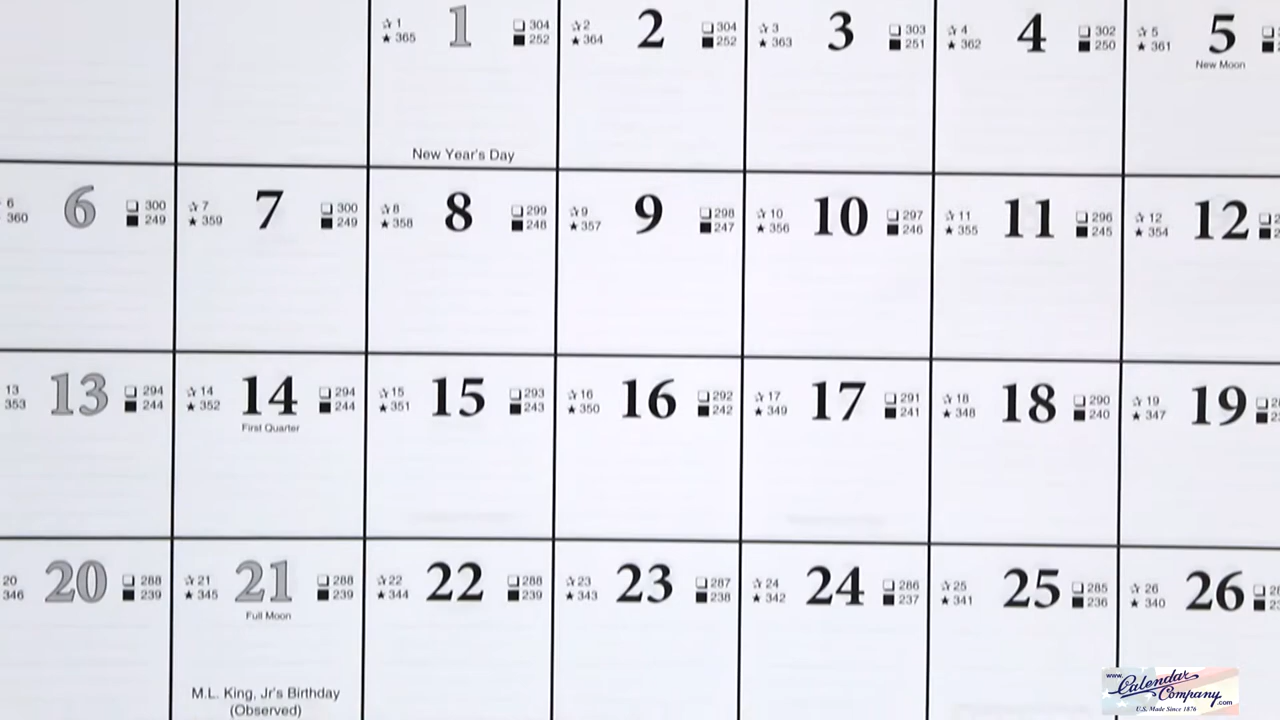 ☆ 1 1 ❑ 304
★ 365 ■ 252
New Year's Day
☆ 2 2 ❑ 304
★ 364 ■ 252
☆ 3 3 ❑ 303
★ 363 ■ 251
☆ 4 4 ❑ 302
★ 362 ■ 250
☆ 5 5
★ 361
New Moon
6 6 ❑ 300
360 ■ 249
☆ 7 7 ❑ 300
★ 359 ■ 249
☆ 8 8 ❑ 299
★ 358 ■ 248
☆ 9 9 ❑ 298
★ 357 ■ 247
☆ 10 10 ❑ 297
★ 356 ■ 246
☆ 11 11 ❑ 296
★ 355 ■ 245
☆ 12 12
★ 354
13 13 ❑ 294
353 ■ 244
☆ 14 14 ❑ 294
★ 352 ■ 244
First Quarter
☆ 15 15 ❑ 293
★ 351 ■ 243
☆ 16 16 ❑ 292
★ 350 ■ 242
☆ 17 17 ❑ 291
★ 349 ■ 241
☆ 18 18 ❑ 290
★ 348 ■ 240
☆ 19 19
★ 347
20 20 ❑ 288
346 ■ 239
☆ 21 21 ❑ 288
★ 345 ■ 239
Full Moon
M.L. King, Jr's Birthday
(Observed)
☆ 22 22 ❑ 288
★ 344 ■ 239
☆ 23 23 ❑ 287
★ 343 ■ 238
☆ 24 24 ❑ 286
★ 342 ■ 237
☆ 25 25 ❑ 285
★ 341 ■ 236
☆ 26 26
★ 340
www.Calendar
Company.com
U.S. Made Since 1876